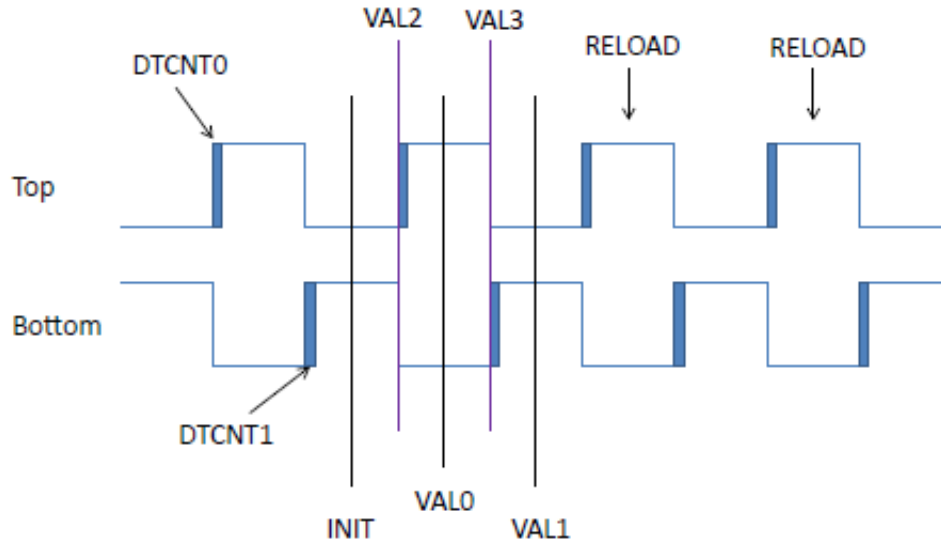 VAL2
VAL3
RELOAD
RELOAD
DTCNT0
Top
Bottom
DTCNT1
VAL0
INIT
VAL1